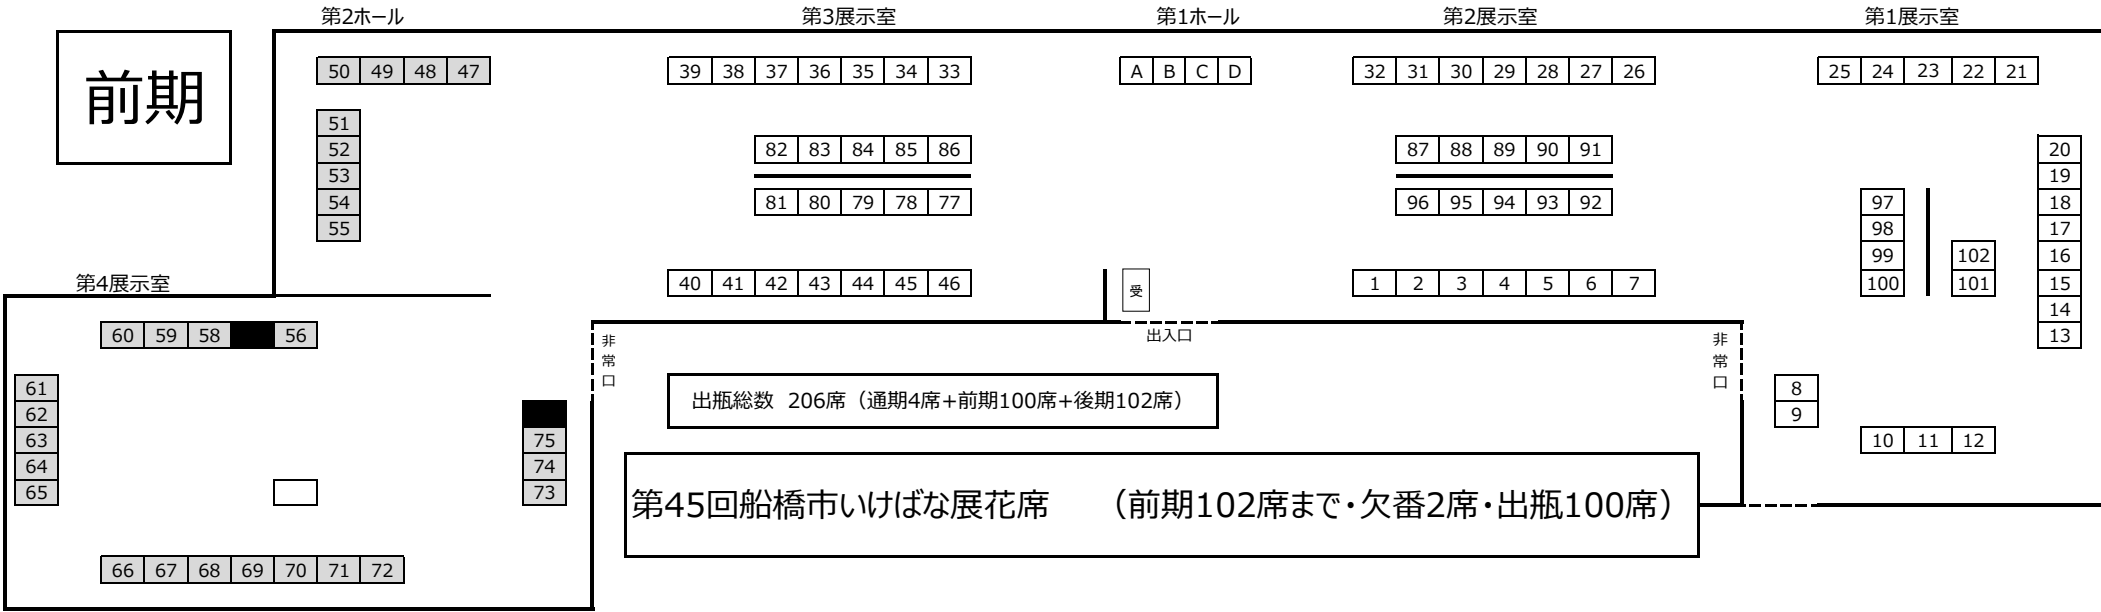 第2ホール 第3展示室 第1ホール 第2展示室 第1展示室
前期
50 49 48 47 39 38 37 36 35 34 33 A B C D 32 31 30 29 28 27 26 25 24 23 22 21
51
52 82 83 84 85 86 87 88 89 90 91 20
53 19
54 81 80 79 78 77 96 95 94 93 92 97 18
55 98 17
99 102 16
第4展示室 40 41 42 43 44 45 46 受 1 2 3 4 5 6 7 100 101 15
14
60 59 58 56 出入口 13
非常口
非常口
61 8
62 出瓶総数 206席（通期4席+前期100席+後期102席） 9
63 75 10 11 12
64 74
65 73
第45回船橋市いけばな展花席 （前期102席まで・欠番2席・出瓶100席）
66 67 68 69 70 71 72